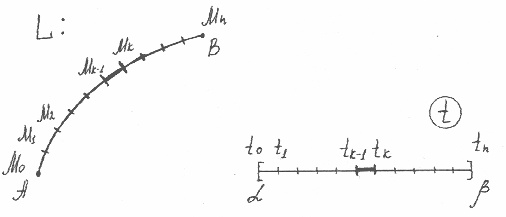 L:
M₀
A
M₁
M₂
Mₖ₋₁
Mₖ
Mₙ
B
t
t₀ t₁ tₖ₋₁ tₖ tₙ
α β